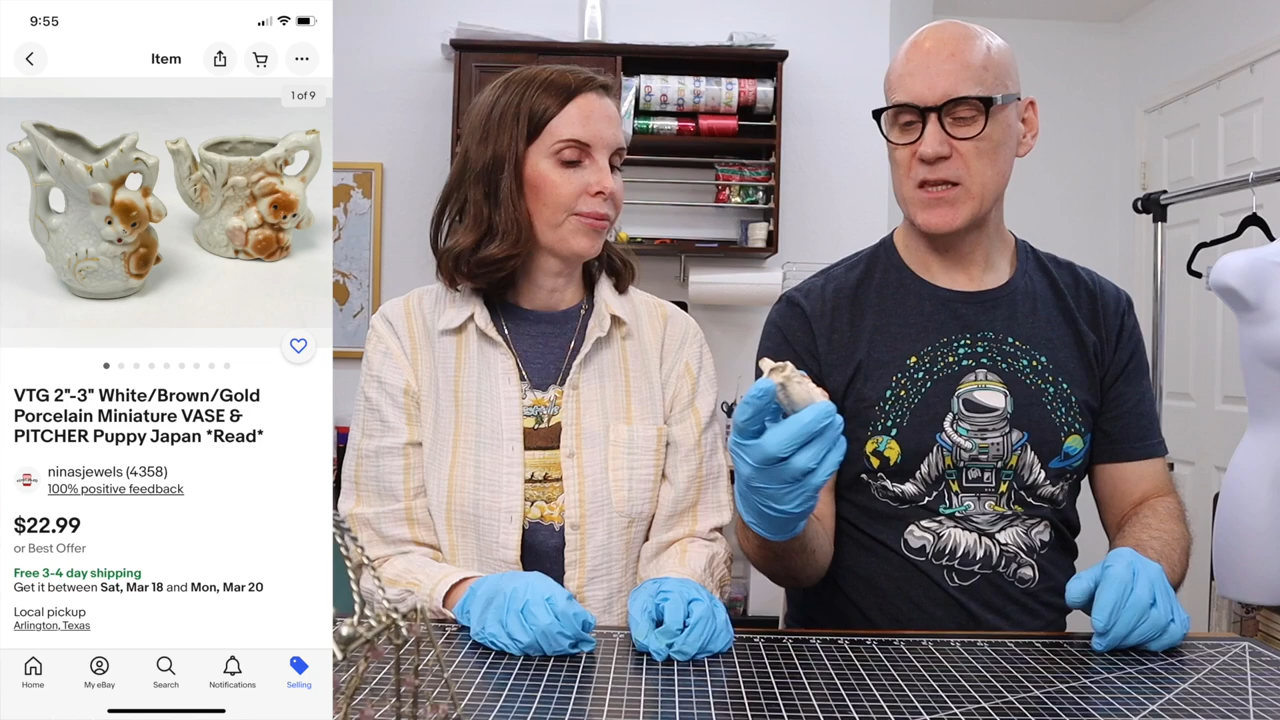 9:55
Item
1 of 9
VTG 2"-3" White/Brown/Gold
Porcelain Miniature VASE &
PITCHER Puppy Japan *Read*
ninasjewels (4358)
100% positive feedback
$22.99
or Best Offer
Free 3-4 day shipping
Get it between Sat, Mar 18 and Mon, Mar 20
Local pickup
Arlington, Texas
Home
My eBay
Search
Notifications
Selling